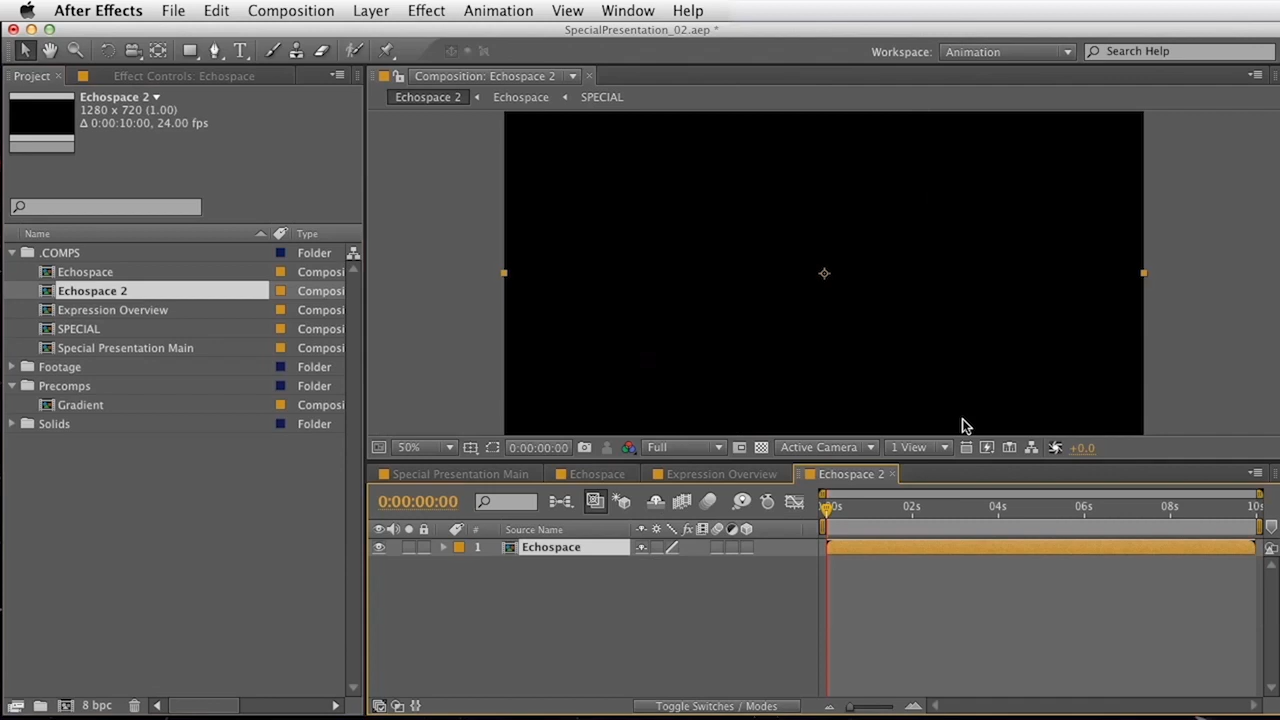 After Effects File Edit Composition Layer Effect Animation View Window Help
SpecialPresentation_02.aep *
Workspace: Animation Search Help
Project × Effect Controls: Echospace Composition: Echospace 2 ×
Echospace 2 Echospace SPECIAL
Echospace 2
1280 x 720 (1.00)
Δ 0:00:10:00, 24.00 fps
Name Type
.COMPS Folder
Echospace Composi
Echospace 2 Composi
Expression Overview Composi
SPECIAL Composi
Special Presentation Main Composi
Footage Folder
Precomps Folder
Gradient Composi
Solids Folder
50% 0:00:00:00 Full Active Camera 1 View +0.0
Special Presentation Main Echospace Expression Overview Echospace 2 ×
0:00:00:00 :00s 02s 04s 06s 08s 10s
# Source Name fx
1 Echospace
8 bpc Toggle Switches / Modes